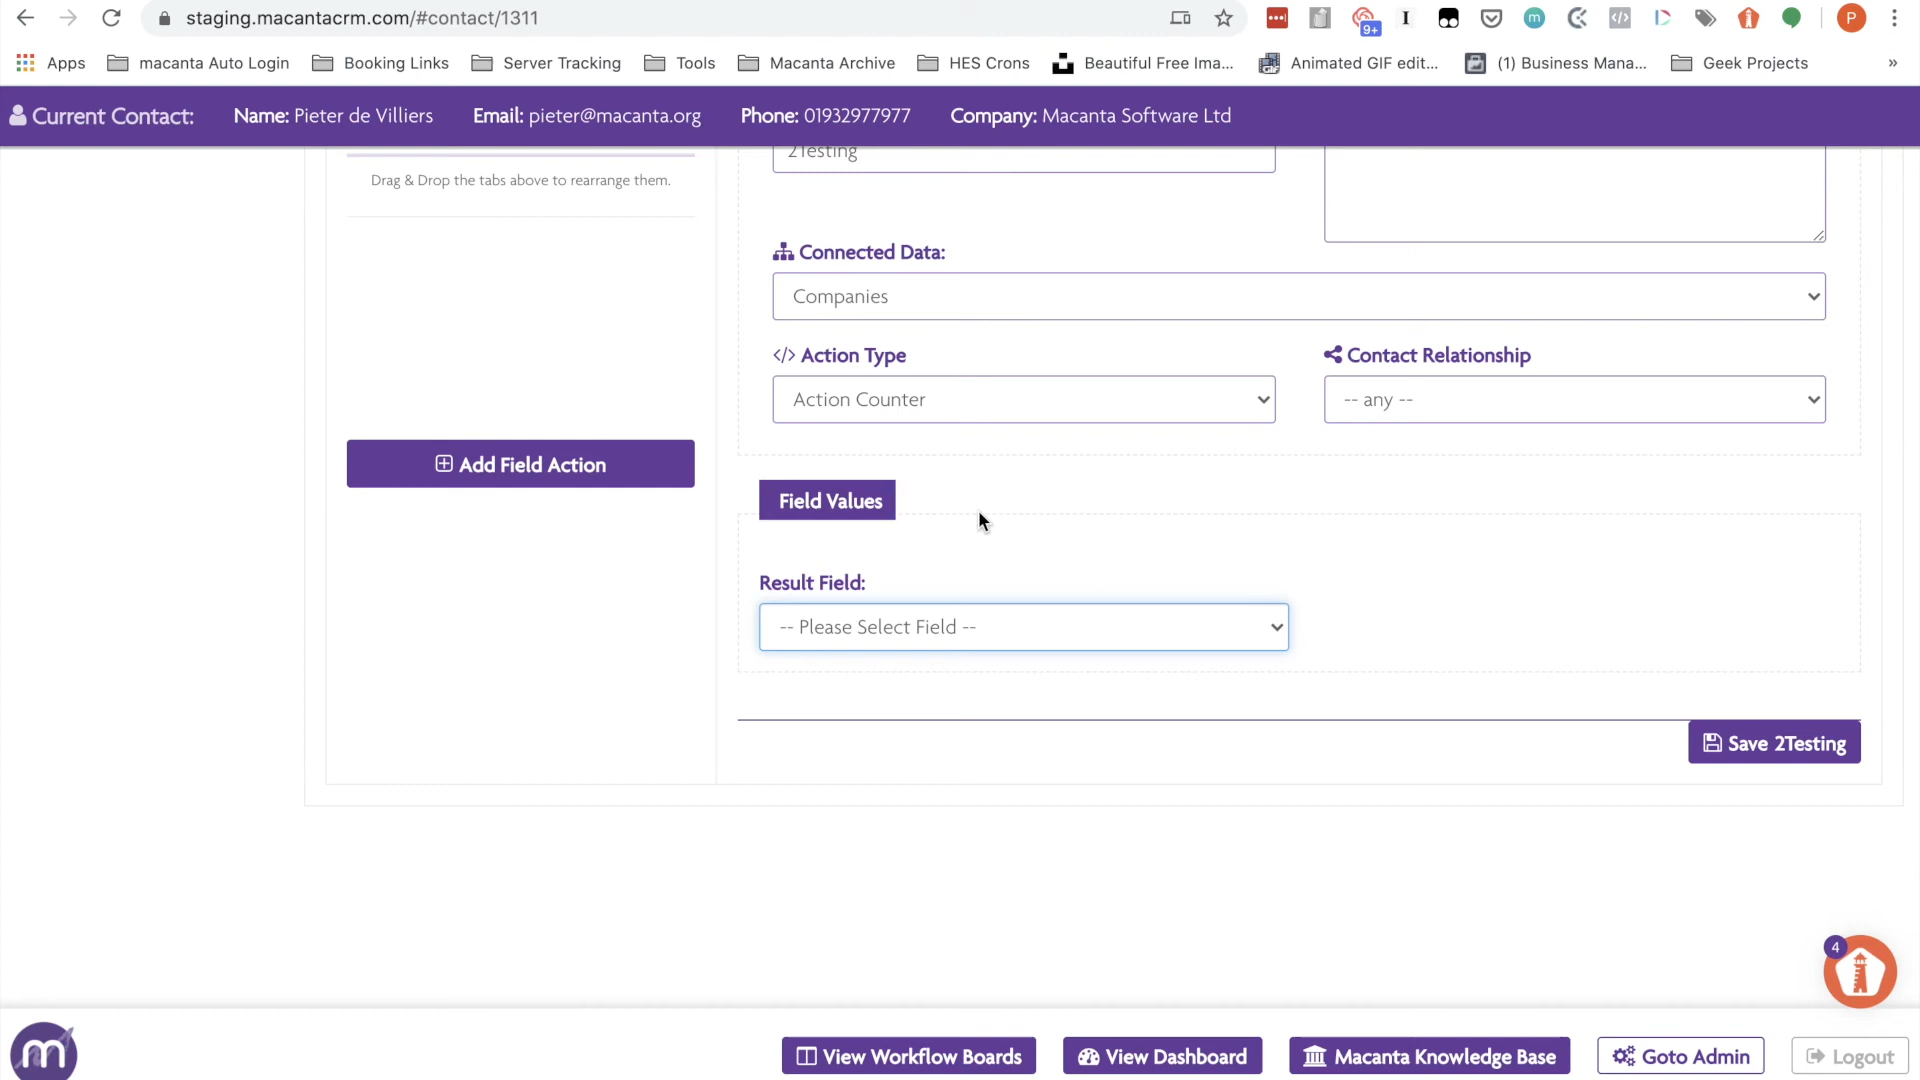 staging.macantacrm.com/#contact/1311
9+
m
P
Apps
macanta Auto Login
Booking Links
Server Tracking
Tools
Macanta Archive
HES Crons
Beautiful Free Ima...
Animated GIF edit...
(1) Business Mana...
Geek Projects
»
Current Contact: Name: Pieter de Villiers Email: pieter@macanta.org Phone: 01932977977 Company: Macanta Software Ltd
2Testing
Drag & Drop the tabs above to rearrange them.
Connected Data:
Companies
</> Action Type
Contact Relationship
Action Counter
-- any --
Add Field Action
Field Values
Result Field:
-- Please Select Field --
Save 2Testing
4
m
View Workflow Boards
View Dashboard
Macanta Knowledge Base
Goto Admin
Logout